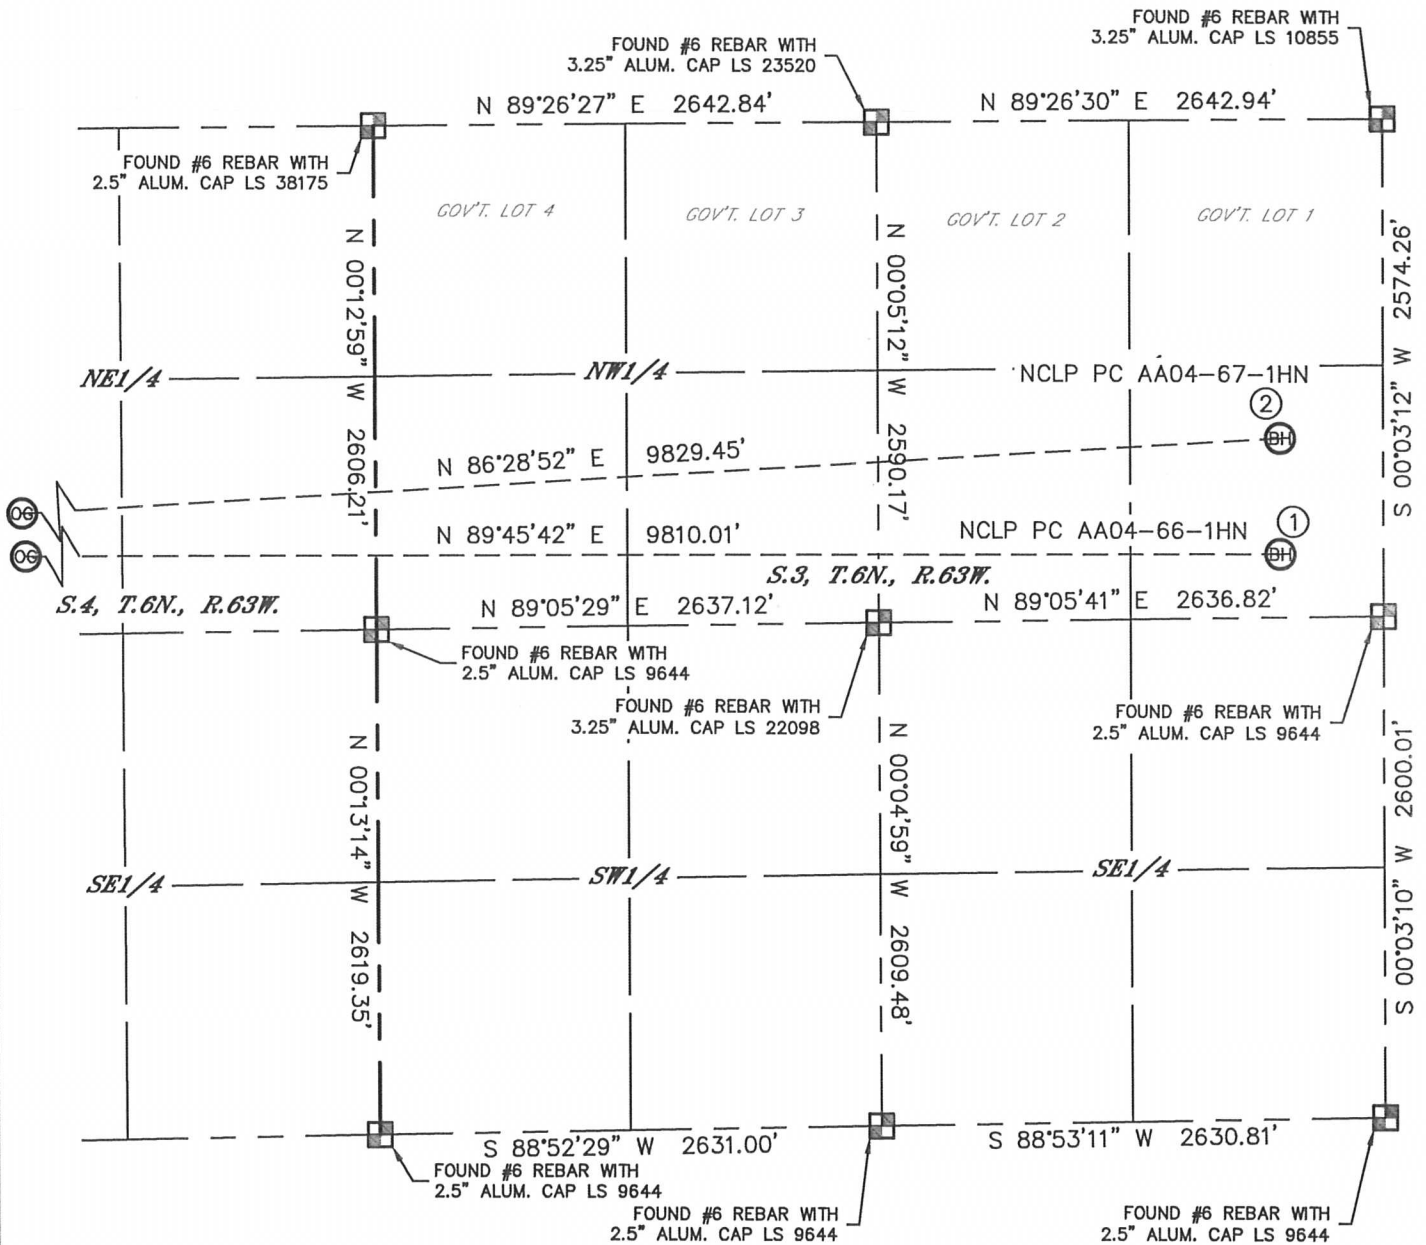 FOUND #6 REBAR WITH
3.25" ALUM. CAP LS 10855
FOUND #6 REBAR WITH
3.25" ALUM. CAP LS 23520
N 89°26'27" E 2642.84'
N 89°26'30" E 2642.94'
FOUND #6 REBAR WITH
2.5" ALUM. CAP LS 38175
GOV'T. LOT 4
GOV'T. LOT 3
GOV'T. LOT 2
GOV'T. LOT 1
N 00°12'59" W 2606.21'
N 00°05'12" W 2590.17'
S 00°03'12" W 2574.26'
NE1/4
NW1/4
NCLP PC AA04-67-1HN
2
BH
N 86°28'52" E 9829.45'
OG
N 89°45'42" E 9810.01'
NCLP PC AA04-66-1HN
1
BH
OG
S.3, T.6N., R.63W.
S.4, T.6N., R.63W.
N 89°05'29" E 2637.12'
N 89°05'41" E 2636.82'
FOUND #6 REBAR WITH
2.5" ALUM. CAP LS 9644
FOUND #6 REBAR WITH
3.25" ALUM. CAP LS 22098
FOUND #6 REBAR WITH
2.5" ALUM. CAP LS 9644
N 00°13'14" W 2619.35'
N 00°04'59" W 2609.48'
S 00°03'10" W 2600.01'
SE1/4
SW1/4
SE1/4
S 88°52'29" W 2631.00'
S 88°53'11" W 2630.81'
FOUND #6 REBAR WITH
2.5" ALUM. CAP LS 9644
FOUND #6 REBAR WITH
2.5" ALUM. CAP LS 9644
FOUND #6 REBAR WITH
2.5" ALUM. CAP LS 9644